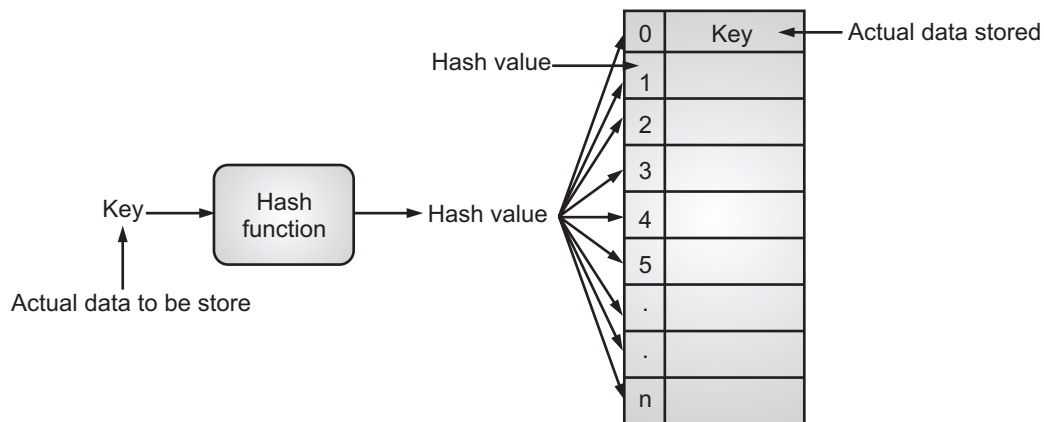 0
Key
Actual data stored
Hash value
1
2
3
Key
Hash
function
Hash value
4
5
Actual data to be store
.
.
n